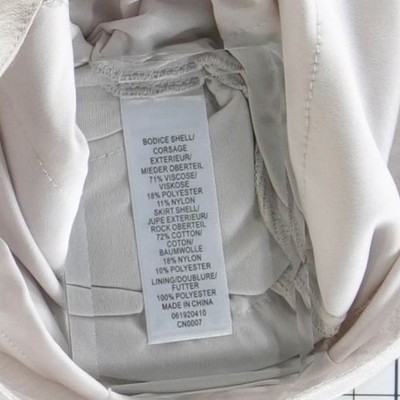 BODICE SHELL/
CORSAGE
EXTERIEUR/
MIEDER OBERTEIL
71% VISCOSE/
VISKOSE
18% POLYESTER
11% NYLON
SKIRT SHELL/
JUPE EXTERIEUR/
ROCK OBERTEIL
72% COTTON/
COTON/
BAUMWOLLE
18% NYLON
10% POLYESTER
LINING/DOUBLURE/
FUTTER
100% POLYESTER
MADE IN CHINA
061920410
CN0007